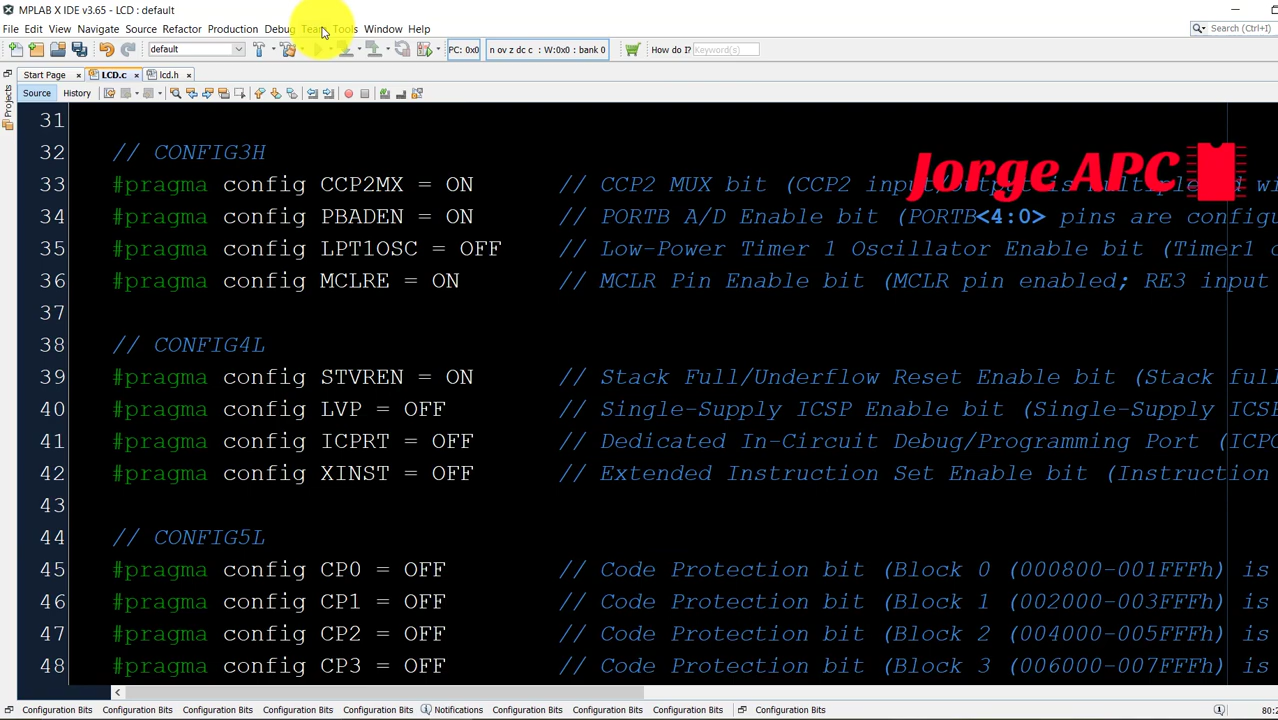 MPLAB X IDE v3.65 - LCD : default
File Edit View Navigate Source Refactor Production Debug Team Tools Window Help
Search (Ctrl+I)
default PC: 0x0 n ov z dc c : W:0x0 : bank 0 How do I? Keyword(s)
Start Page LCD.c lcd.h
Projects
Source History
31
32 // CONFIG3H
Jorge APC
33 #pragma config CCP2MX = ON // CCP2 MUX bit (CCP2 input/output is multiplexed wi
34 #pragma config PBADEN = ON // PORTB A/D Enable bit (PORTB<4:0> pins are configu
35 #pragma config LPT1OSC = OFF // Low-Power Timer 1 Oscillator Enable bit (Timer1 c
36 #pragma config MCLRE = ON // MCLR Pin Enable bit (MCLR pin enabled; RE3 input
37
38 // CONFIG4L
39 #pragma config STVREN = ON // Stack Full/Underflow Reset Enable bit (Stack full
40 #pragma config LVP = OFF // Single-Supply ICSP Enable bit (Single-Supply ICSP
41 #pragma config ICPRT = OFF // Dedicated In-Circuit Debug/Programming Port (ICPO
42 #pragma config XINST = OFF // Extended Instruction Set Enable bit (Instruction
43
44 // CONFIG5L
45 #pragma config CP0 = OFF // Code Protection bit (Block 0 (000800-001FFFh) is
46 #pragma config CP1 = OFF // Code Protection bit (Block 1 (002000-003FFFh) is
47 #pragma config CP2 = OFF // Code Protection bit (Block 2 (004000-005FFFh) is
48 #pragma config CP3 = OFF // Code Protection bit (Block 3 (006000-007FFFh) is
Configuration Bits Configuration Bits Configuration Bits Configuration Bits Configuration Bits Notifications Configuration Bits Configuration Bits Configuration Bits Configuration Bits